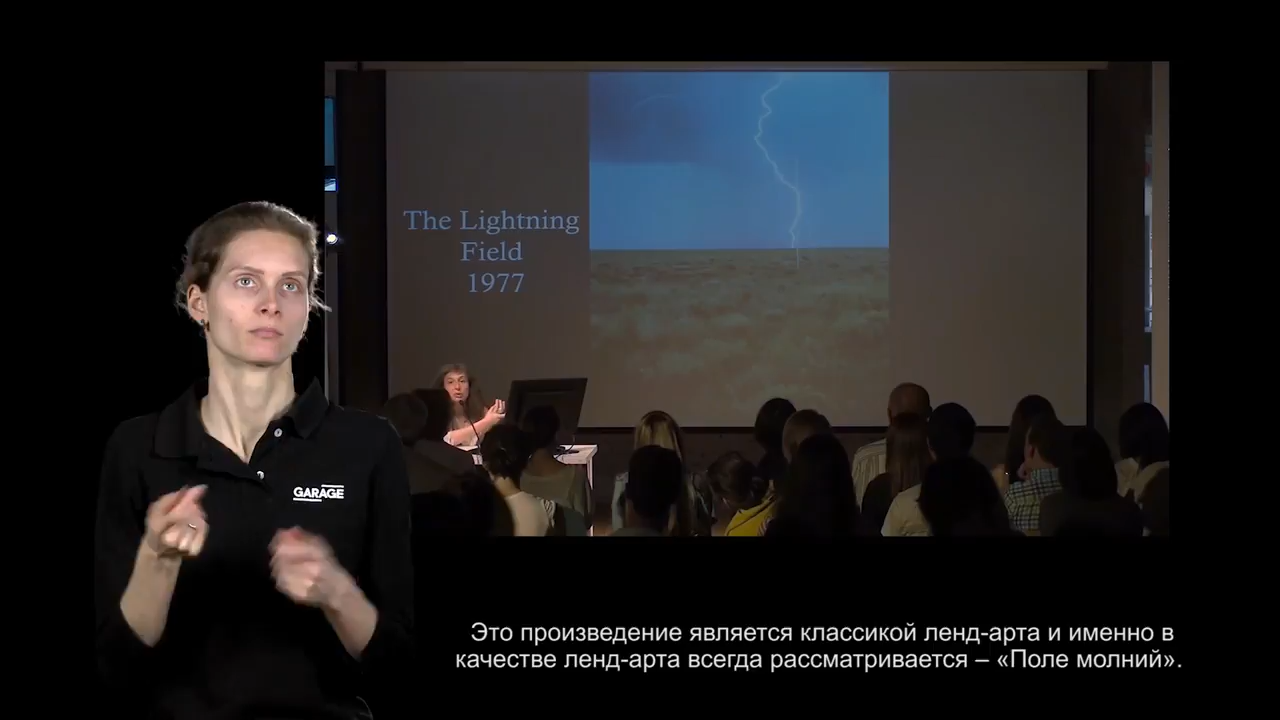 The Lightning
Field
1977
GARAGE
Это произведение является классикой ленд-арта и именно в
качестве ленд-арта всегда рассматривается – «Поле молний».